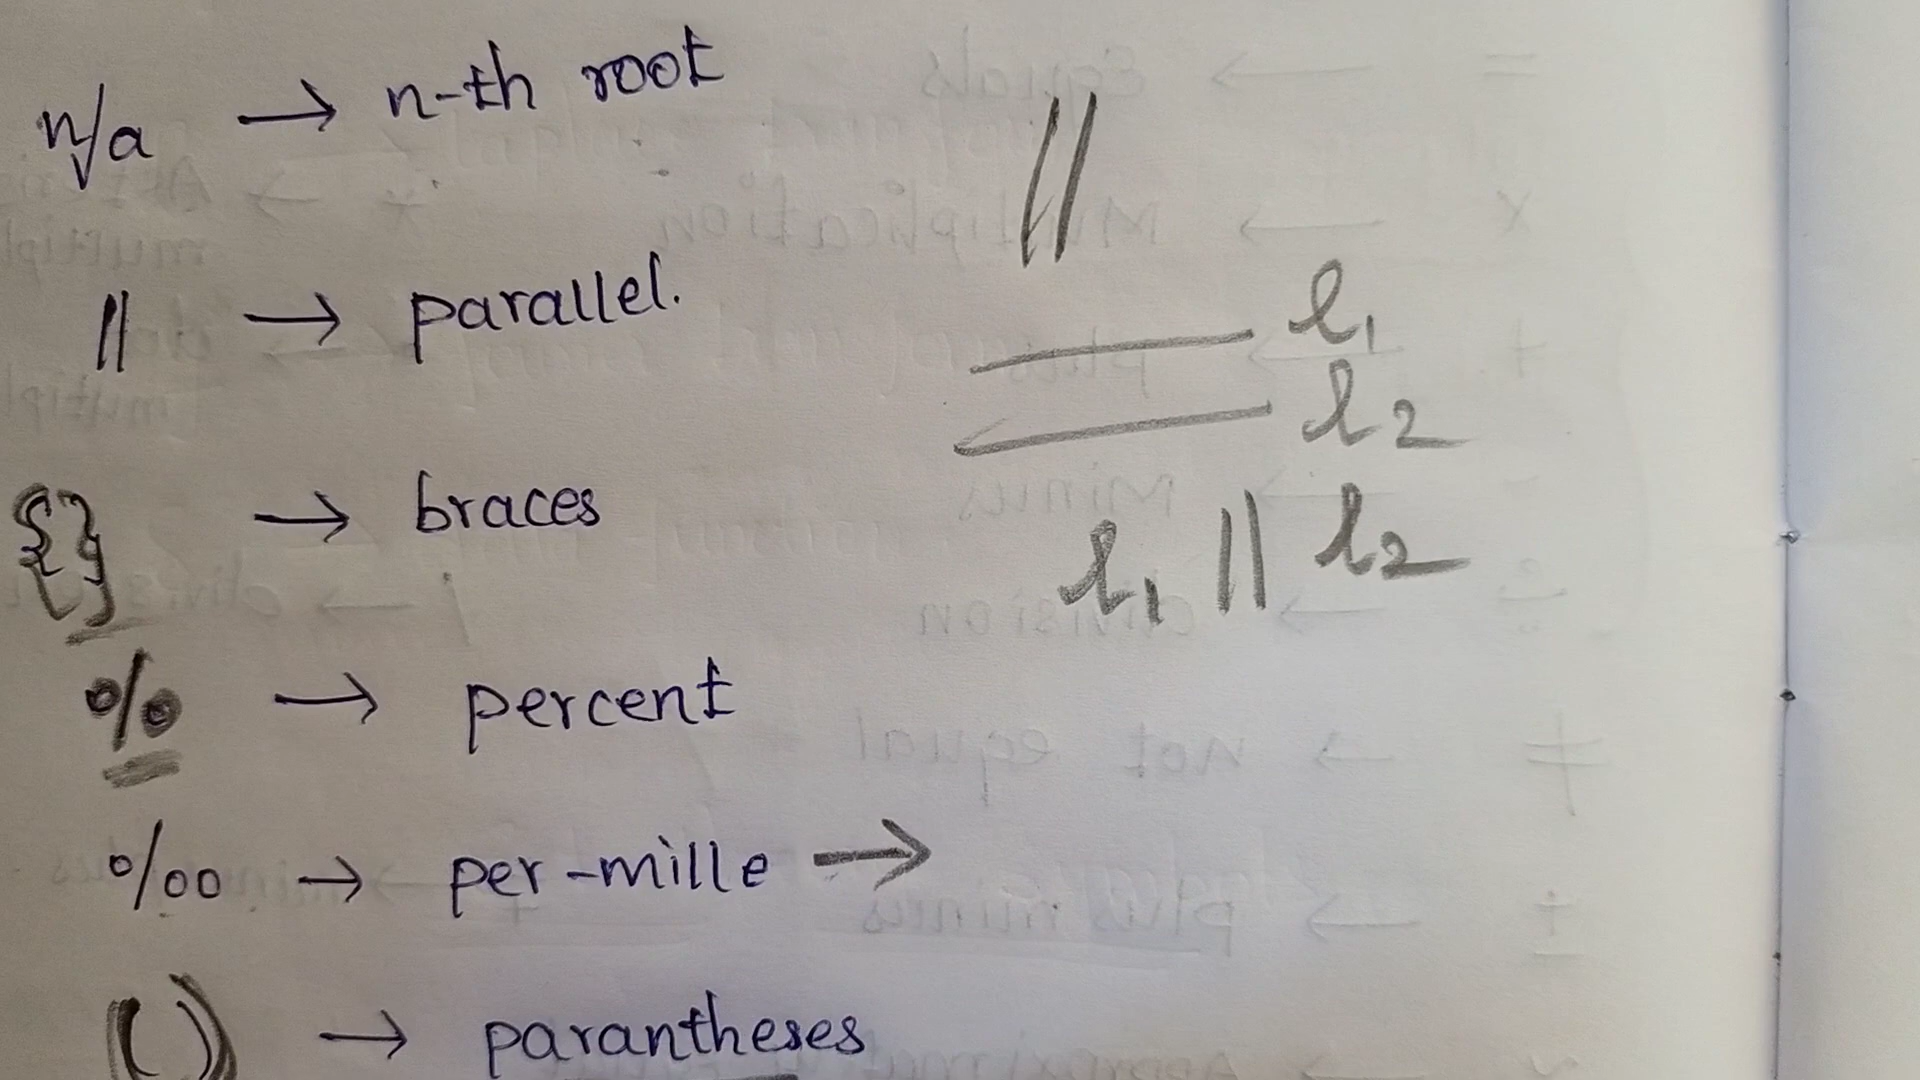 ⁿ√a → n-th root
|| → parallel.
{} → braces
% → percent
‰ → per-mille →
() → parantheses
||
l₁
l₂
l₁ || l₂